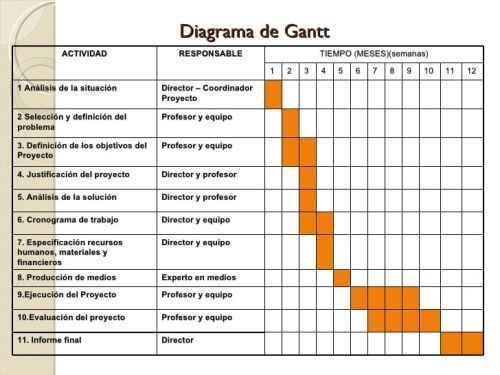 Diagrama de Gantt
ACTIVIDAD RESPONSABLE TIEMPO (MESES)(semanas)
1 2 3 4 5 6 7 8 9 10 11 12
1 Análisis de la situación Director – Coordinador
Proyecto
2 Selección y definición del Profesor y equipo
problema
3. Definición de los objetivos del Profesor y equipo
Proyecto
4. Justificación del proyecto Director y profesor
5. Análisis de la solución Director y profesor
6. Cronograma de trabajo Director y equipo
7. Especificación recursos Director y equipo
humanos, materiales y
financieros
8. Producción de medios Experto en medios
9.Ejecución del Proyecto Profesor y equipo
10.Evaluación del proyecto Profesor y equipo
11. Informe final Director